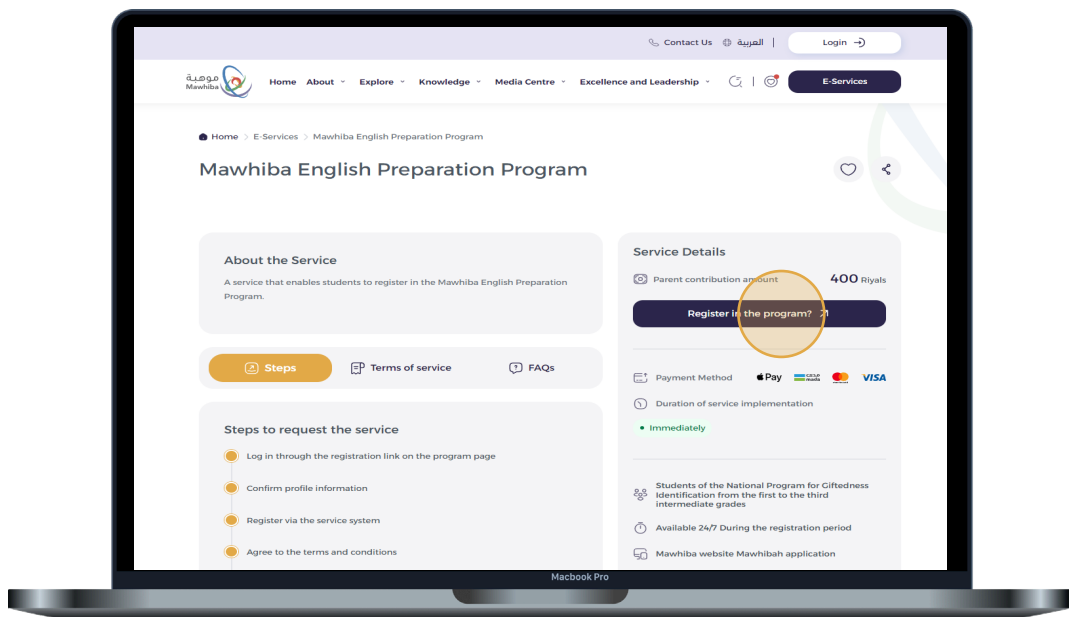 Contact Us
العربية
Login
موهبة
Mawhiba
Home
About
Explore
Knowledge
Media Centre
Excellence and Leadership
E-Services
Home > E-Services > Mawhiba English Preparation Program
Mawhiba English Preparation Program
About the Service
A service that enables students to register in the Mawhiba English Preparation
Program.
Steps
Terms of service
FAQs
Steps to request the service
Log in through the registration link on the program page
Confirm profile information
Register via the service system
Agree to the terms and conditions
Service Details
Parent contribution amount
400 Riyals
Register in the program?
Payment Method
Pay
mada
VISA
Duration of service implementation
Immediately
Students of the National Program for Giftedness
Identification from the first to the third
intermediate grades
Available 24/7 During the registration period
Mawhiba website Mawhibah application
Macbook Pro